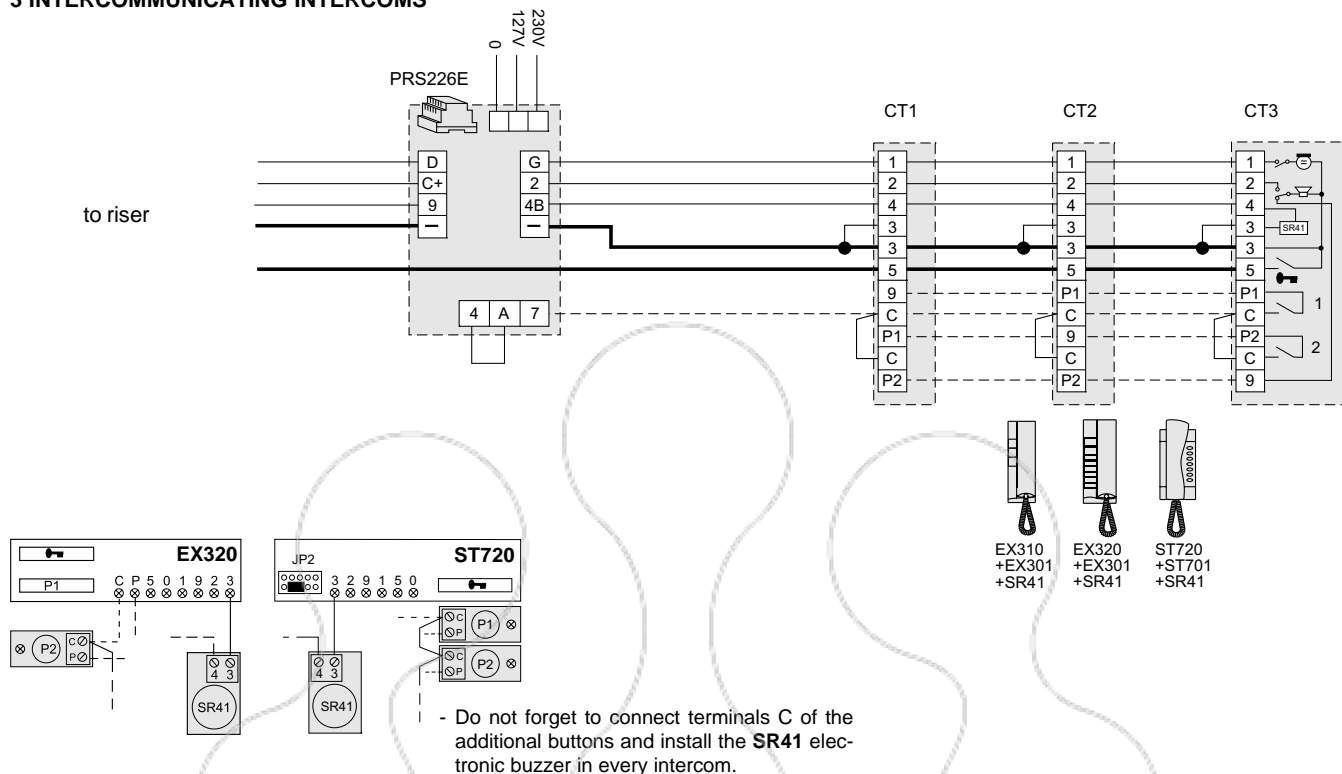 3 INTERCOMMUNICATING INTERCOMS
0
127V
230V
PRS226E
D
C+
9
–
G
2
4B
–
4 A 7
to riser
CT1
1
2
4
3
3
5
9
C
P1
C
P2
CT2
1
2
4
3
3
5
P1
C
9
C
P2
CT3
1
2
4
3
3
5
P1
C
P2
C
9
SR41
1
2
EX310
+EX301
+SR41
EX320
+EX301
+SR41
ST720
+ST701
+SR41
EX320
P1
C P 5 0 1 9 2 3
P2
C
P
4 3
SR41
ST720
JP2
3 2 9 1 5 0
4 3
SR41
C
P
P1
C
P
P2
- Do not forget to connect terminals C of the
additional buttons and install the SR41 elec-
tronic buzzer in every intercom.